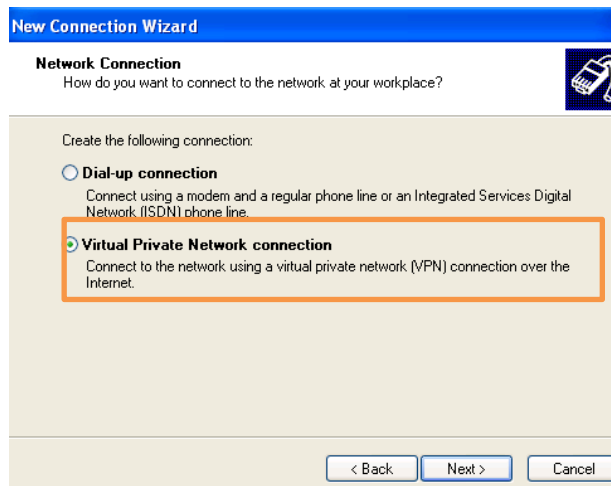 New Connection Wizard
Network Connection
How do you want to connect to the network at your workplace?
Create the following connection:
Dial-up connection
Connect using a modem and a regular phone line or an Integrated Services Digital
Network (ISDN) phone line.
Virtual Private Network connection
Connect to the network using a virtual private network (VPN) connection over the
Internet.
< Back Next > Cancel